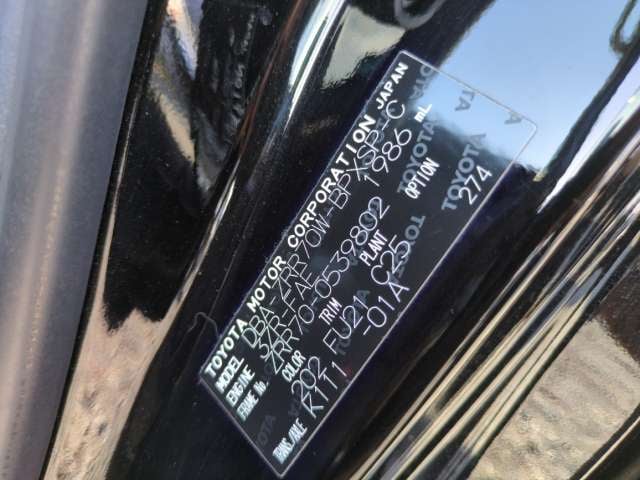 TOYOTA MOTOR CORPORATION JAPAN
MODEL DBA-ZRR70W-BPXSP-C
ENGINE 3ZR-FAE 1986 mL
FRAME No. ZRR70-0539802
COLOR TRIM PLANT OPTION
202 FU21 C25 274
TRANS/AXLE K111 -01A